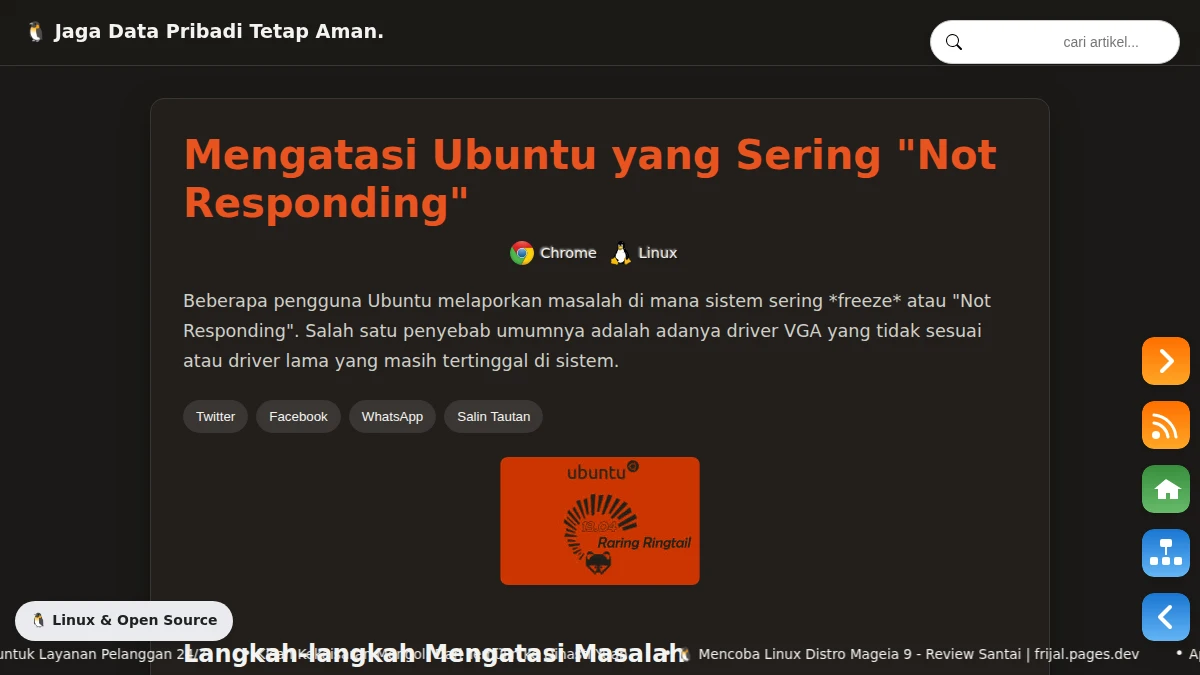 Jaga Data Pribadi Tetap Aman.
cari artikel...
Mengatasi Ubuntu yang Sering "Not
Responding"
Chrome Linux
Beberapa pengguna Ubuntu melaporkan masalah di mana sistem sering *freeze* atau "Not
Responding". Salah satu penyebab umumnya adalah adanya driver VGA yang tidak sesuai
atau driver lama yang masih tertinggal di sistem.
Twitter Facebook WhatsApp Salin Tautan
ubuntu
13.04
Raring Ringtail
Linux & Open Source
Langkah-langkah Mengatasi Masalah
untuk Layanan Pelanggan 24/7
Mencoba Linux Distro Mageia 9 - Review Santai | frijal.pages.dev